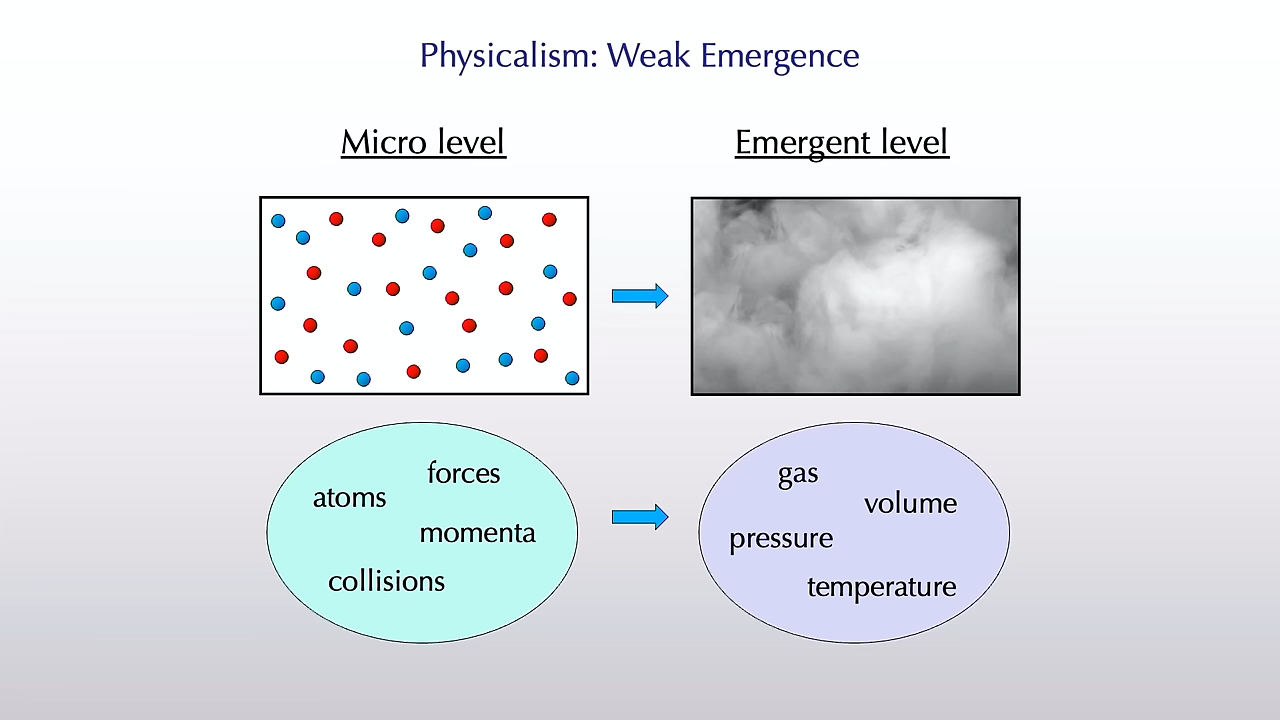 Physicalism: Weak Emergence
Micro level
Emergent level
forces
atoms
momenta
collisions
gas
volume
pressure
temperature